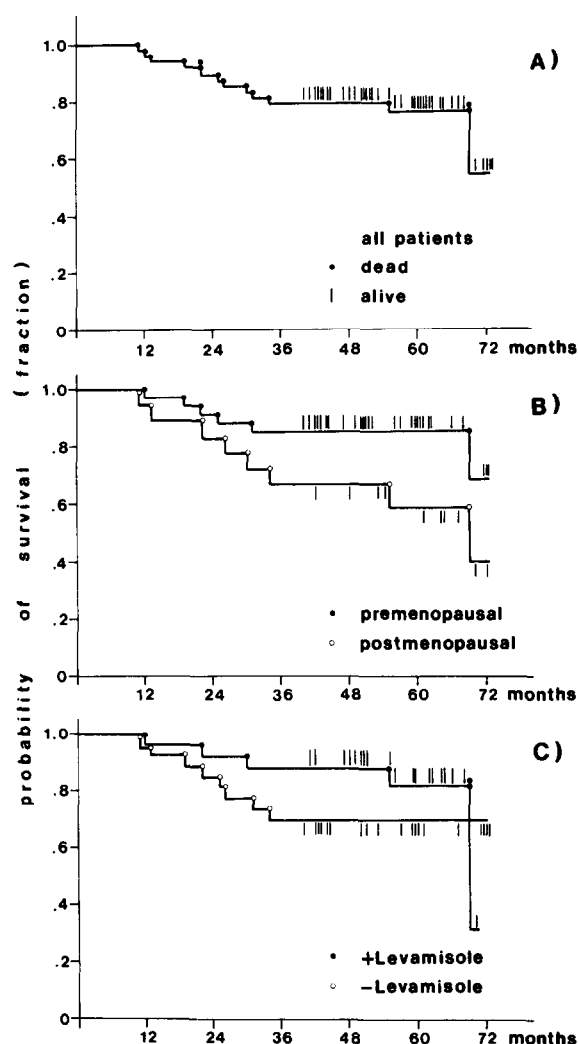 probability of survival (fraction)
1.0
.8
.6
.4
.2
0
A)
all patients
dead
alive
12 24 36 48 60 72 months
1.0
.8
.6
.4
.2
0
B)
premenopausal
postmenopausal
12 24 36 48 60 72 months
1.0
.8
.6
.4
.2
0
C)
+Levamisole
-Levamisole
12 24 36 48 60 72 months